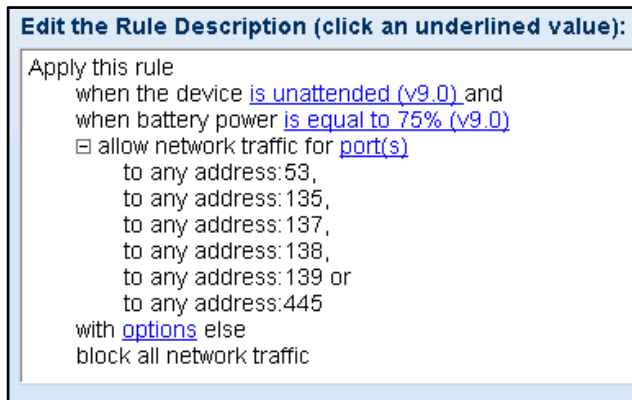 Edit the Rule Description (click an underlined value):
Apply this rule
when the device is unattended (v9.0) and
when battery power is equal to 75% (v9.0)
allow network traffic for port(s)
to any address:53,
to any address:135,
to any address:137,
to any address:138,
to any address:139 or
to any address:445
with options else
block all network traffic